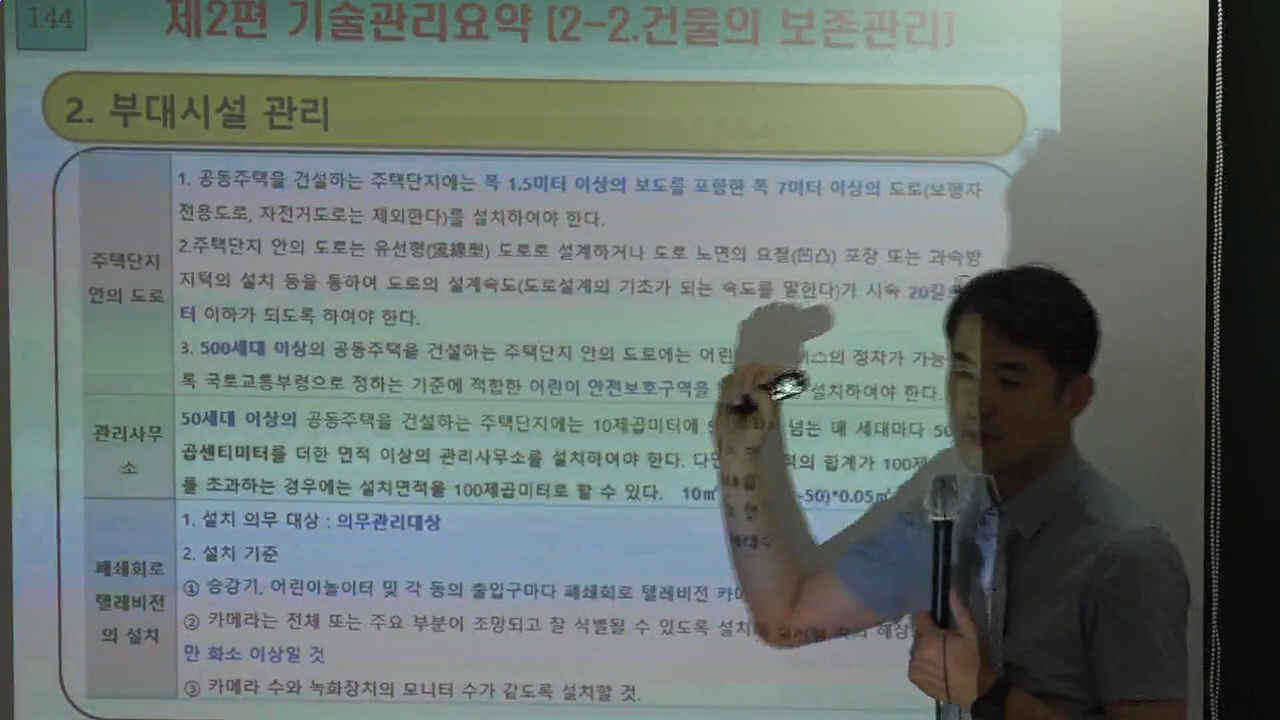 144
제2편 기술관리요약 (2-2.건물의 보존관리)
2. 부대시설 관리
주택단지
안의 도로
1. 공동주택을 건설하는 주택단지에는 폭 1.5미터 이상의 보도를 포함한 폭 7미터 이상의 도로(보행자
전용도로, 자전거도로는 제외한다)를 설치하여야 한다.
2.주택단지 안의 도로는 유선형(流線型) 도로로 설계하거나 도로 노면의 요철(凹凸) 포장 또는 과속방
지턱의 설치 등을 통하여 도로의 설계속도(도로설계의 기초가 되는 속도를 말한다)가 시속 20킬
터 이하가 되도록 하여야 한다.
3. 500세대 이상의 공동주택을 건설하는 주택단지 안의 도로에는 어린 의 정차가 가능
록 국토교통부령으로 정하는 기준에 적합한 어린이 안전보호구역을 설치하여야 한다.
관리사무
소
50세대 이상의 공동주택을 건설하는 주택단지에는 10제곱미터에 넘는 매 세대마다
곱센티미터를 더한 면적 이상의 관리사무소를 설치하여야 한다. 의 합계가
를 초과하는 경우에는 설치면적을 100제곱미터로 할 수 있다. 10㎡ -50)*0.05㎡
폐쇄회로
텔레비전
의 설치
1. 설치 의무 대상 : 의무관리대상
2. 설치 기준
① 승강기, 어린이놀이터 및 각 동의 출입구마다 폐쇄회로 텔레비전
② 카메라는 전체 또는 주요 부분이 조망되고 잘 식별될 수 있도록
만 화소 이상일 것
③ 카메라 수와 녹화장치의 모니터 수가 같도록 설치할 것.